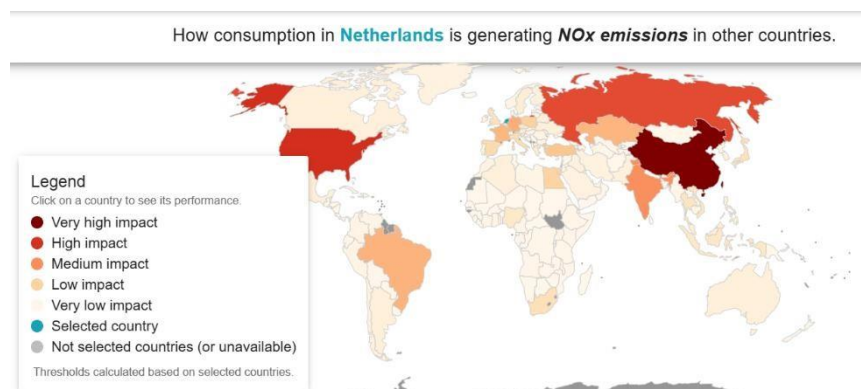 How consumption in Netherlands is generating NOx emissions in other countries.
Legend
Click on a country to see its performance.
Very high impact
High impact
Medium impact
Low impact
Very low impact
Selected country
Not selected countries (or unavailable)
Thresholds calculated based on selected countries.